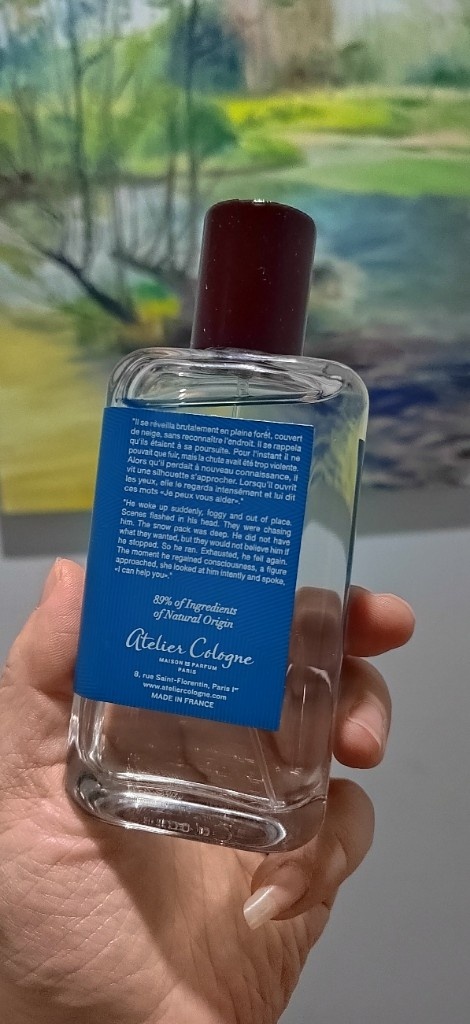 "Il se réveilla brutalement en pleine forêt, couvert
de neige, sans reconnaître l'endroit. Il se rappela
qu'ils étaient à sa poursuite. Pour l'instant il ne
pouvait que fuir, mais la chute avait été trop violente.
Alors qu'il perdait à nouveau connaissance, il
vit une silhouette s'approcher. Lorsqu'il ouvrit
les yeux, elle le regarda intensément et lui dit
ces mots «Je peux vous aider»."
"He woke up suddenly, foggy and out of place.
Scenes flashed in his head. They were chasing
him. The snow pack was deep. He did not have
what they wanted, but they would not believe him if
he stopped. So he ran. Exhausted, he fell again.
The moment he regained consciousness, a figure
approached, she looked at him intently and spoke,
«I can help you»."
89% of Ingredients
of Natural Origin
Atelier Cologne
MAISON DE PARFUM
PARIS
8, rue Saint-Florentin, Paris Iᵉʳ
www.ateliercologne.com
MADE IN FRANCE